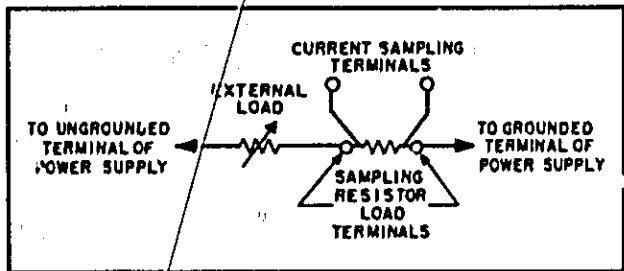 CURRENT SAMPLING
TERMINALS
EXTERNAL
LOAD
TO UNGROUNDED
TERMINAL OF
POWER SUPPLY
TO GROUNDED
TERMINAL OF
POWER SUPPLY
SAMPLING
RESISTOR
LOAD
TERMINALS